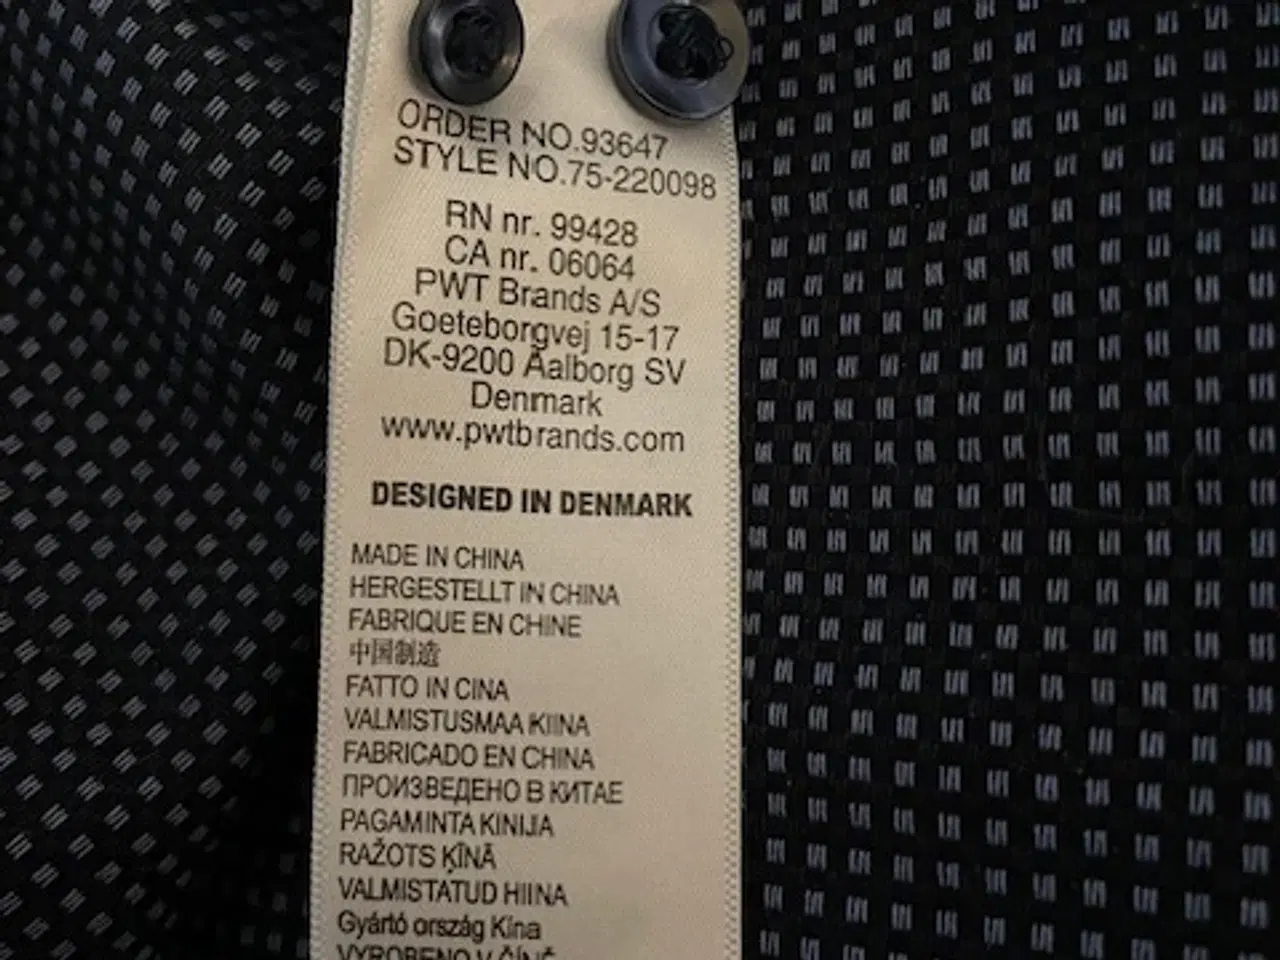 ORDER NO.93647
STYLE NO.75-220098
RN nr. 99428
CA nr. 06064
PWT Brands A/S
Goeteborgvej 15-17
DK-9200 Aalborg SV
Denmark
www.pwtbrands.com
DESIGNED IN DENMARK
MADE IN CHINA
HERGESTELLT IN CHINA
FABRIQUE EN CHINE
中国制造
FATTO IN CINA
VALMISTUSMAA KIINA
FABRICADO EN CHINA
ПРОИЗВЕДЕНО В КИТАЕ
PAGAMINTA KINIJA
RAŽOTS ĶĪNĀ
VALMISTATUD HIINA
Gyártó ország Kína
VYROBENO V ČÍNĚ